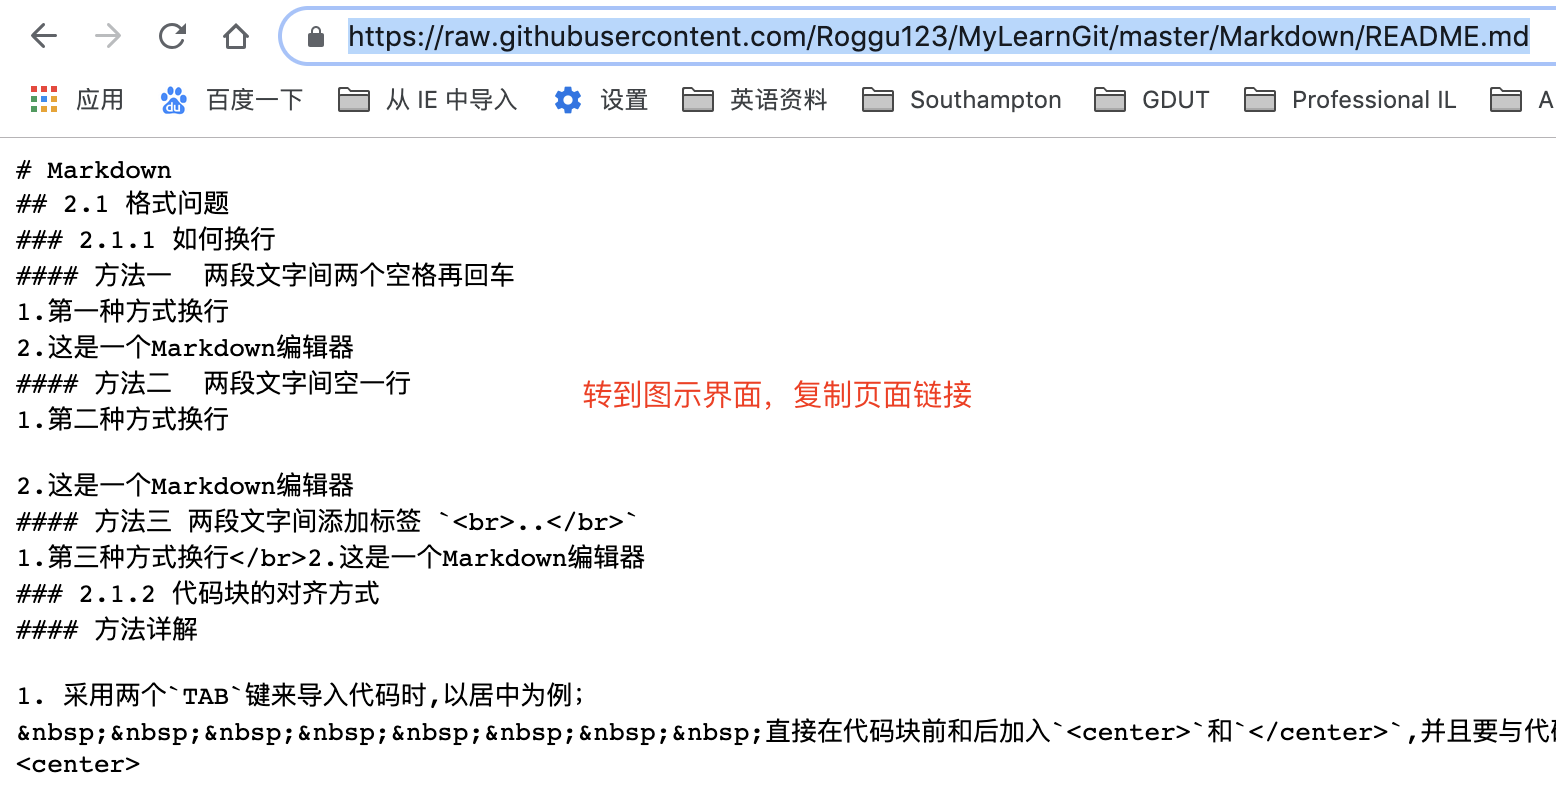 https://raw.githubusercontent.com/Roggu123/MyLearnGit/master/Markdown/README.md
应用 百度一下 从 IE 中导入 设置 英语资料 Southampton GDUT Professional IL A
# Markdown
## 2.1 格式问题
### 2.1.1 如何换行
#### 方法一  两段文字间两个空格再回车
1.第一种方式换行
2.这是一个Markdown编辑器
#### 方法二  两段文字间空一行
转到图示界面，复制页面链接
1.第二种方式换行
2.这是一个Markdown编辑器
#### 方法三 两段文字间添加标签 `<br>..</br>`
1.第三种方式换行</br>2.这是一个Markdown编辑器
### 2.1.2 代码块的对齐方式
#### 方法详解
1. 采用两个`TAB`键来导入代码时,以居中为例;
&nbsp;&nbsp;&nbsp;&nbsp;&nbsp;&nbsp;&nbsp;&nbsp;直接在代码块前和后加入`<center>`和`</center>`,并且要与代码
<center>